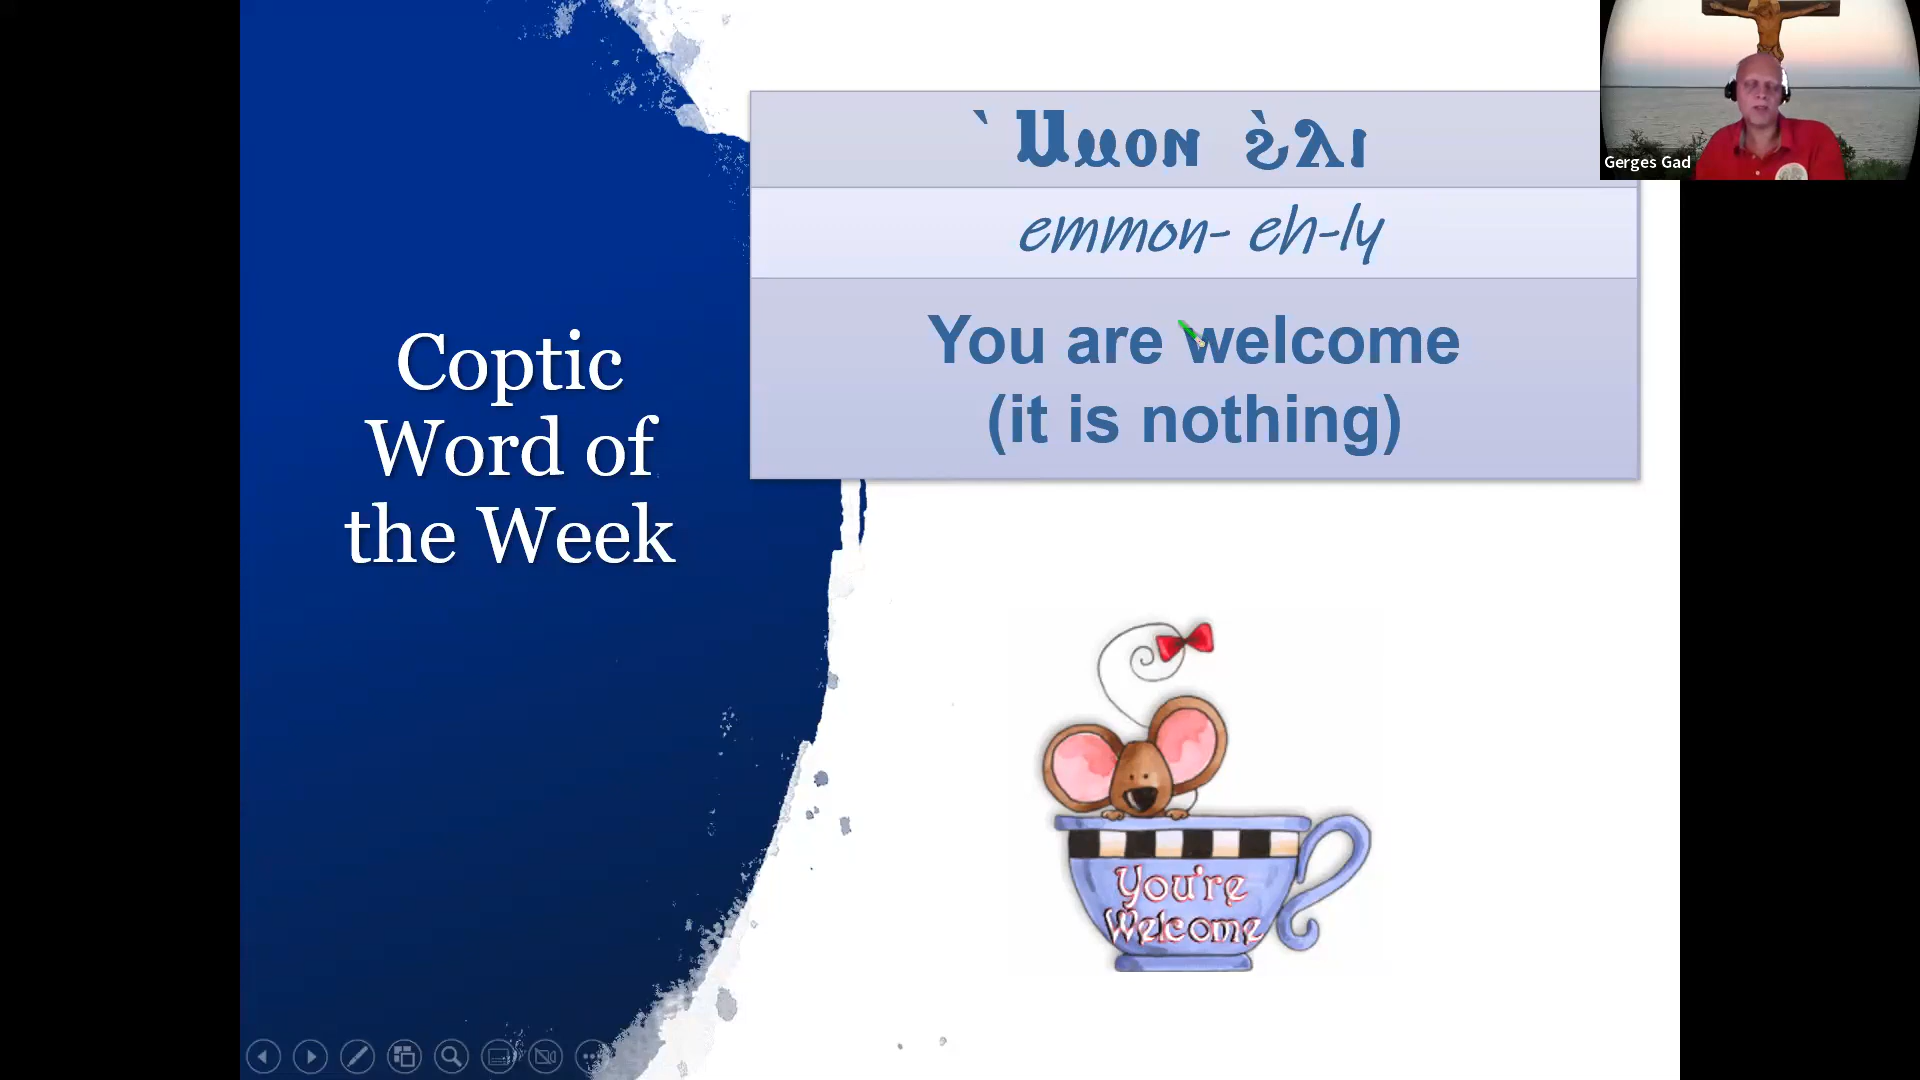 Coptic
Word of
the Week
̀Ⲙⲙⲟⲛ ϩ̀ⲗⲓ
emmon- eh-ly
You are welcome
(it is nothing)
You're
Welcome
Gerges Gad